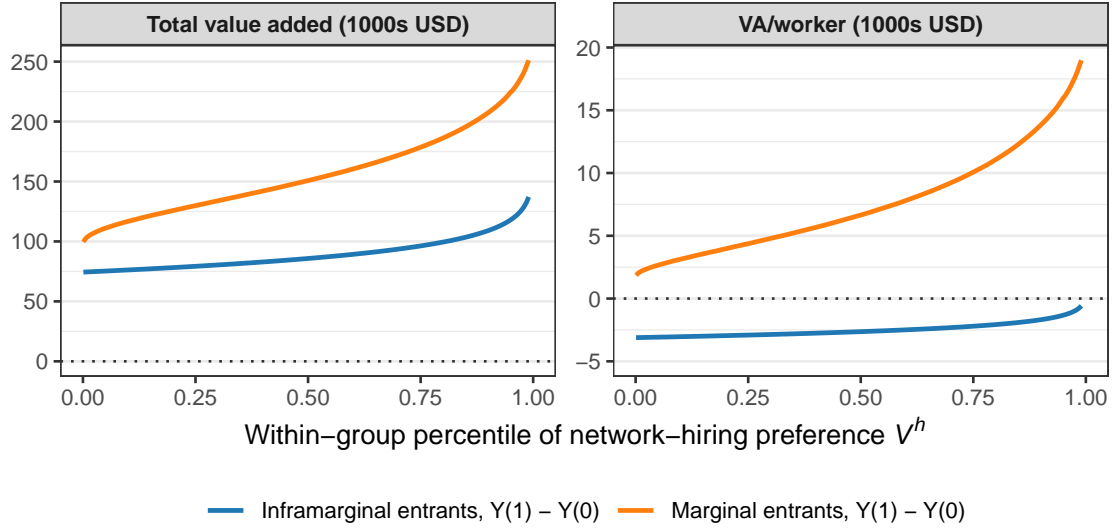 Total value added (1000s USD)
VA/worker (1000s USD)
250
200
150
100
50
0
20
15
10
5
0
−5
0.00 0.25 0.50 0.75 1.00
0.00 0.25 0.50 0.75 1.00
Within−group percentile of network−hiring preference V^h
Inframarginal entrants, Y(1) − Y(0) Marginal entrants, Y(1) − Y(0)